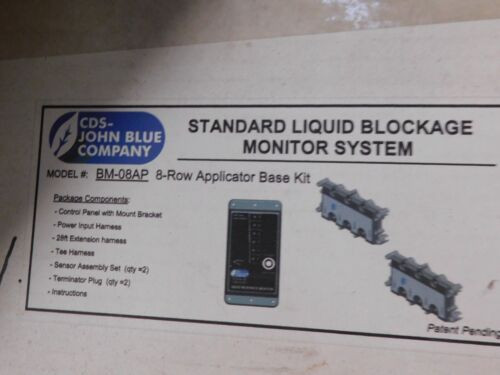 CDS-
JOHN BLUE
COMPANY
STANDARD LIQUID BLOCKAGE
MONITOR SYSTEM
MODEL #: BM-08AP 8-Row Applicator Base Kit
Package Components:
- Control Panel with Mount Bracket
- Power Input Harness
- 28ft Extension harness
- Tee Harness
- Sensor Assembly Set (qty =2)
- Terminator Plug (qty =2)
- Instructions
Patent Pending